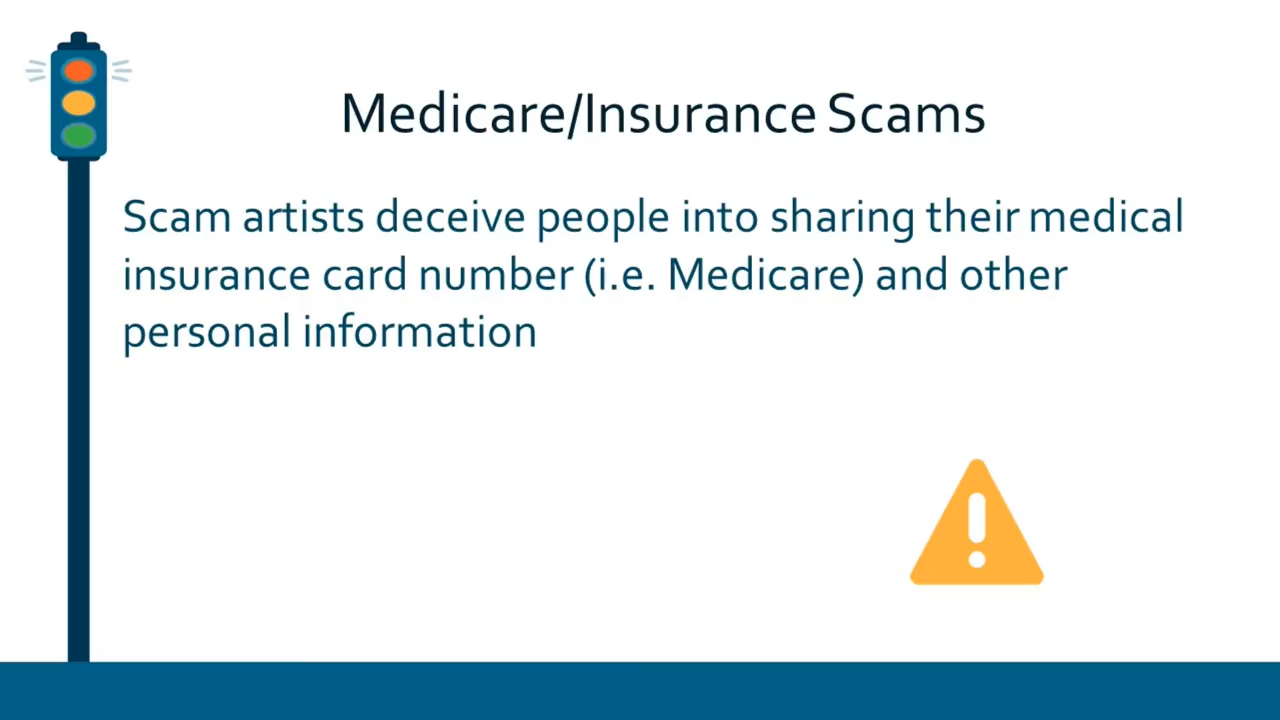 Medicare/Insurance Scams
Scam artists deceive people into sharing their medical
insurance card number (i.e. Medicare) and other
personal information